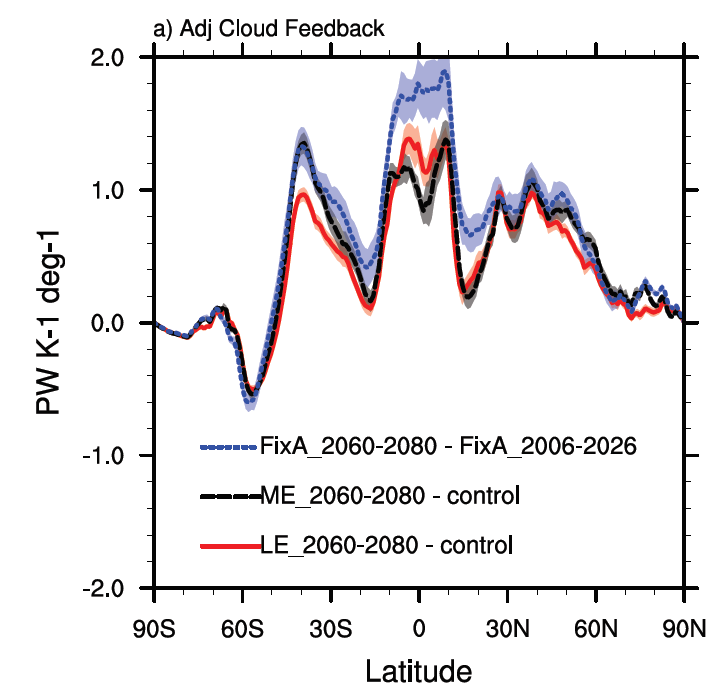 a) Adj Cloud Feedback
2.0
1.0
0.0
-1.0
-2.0
PW K-1 deg-1
FixA_2060-2080 - FixA_2006-2026
ME_2060-2080 - control
LE_2060-2080 - control
90S 60S 30S 0 30N 60N 90N
Latitude